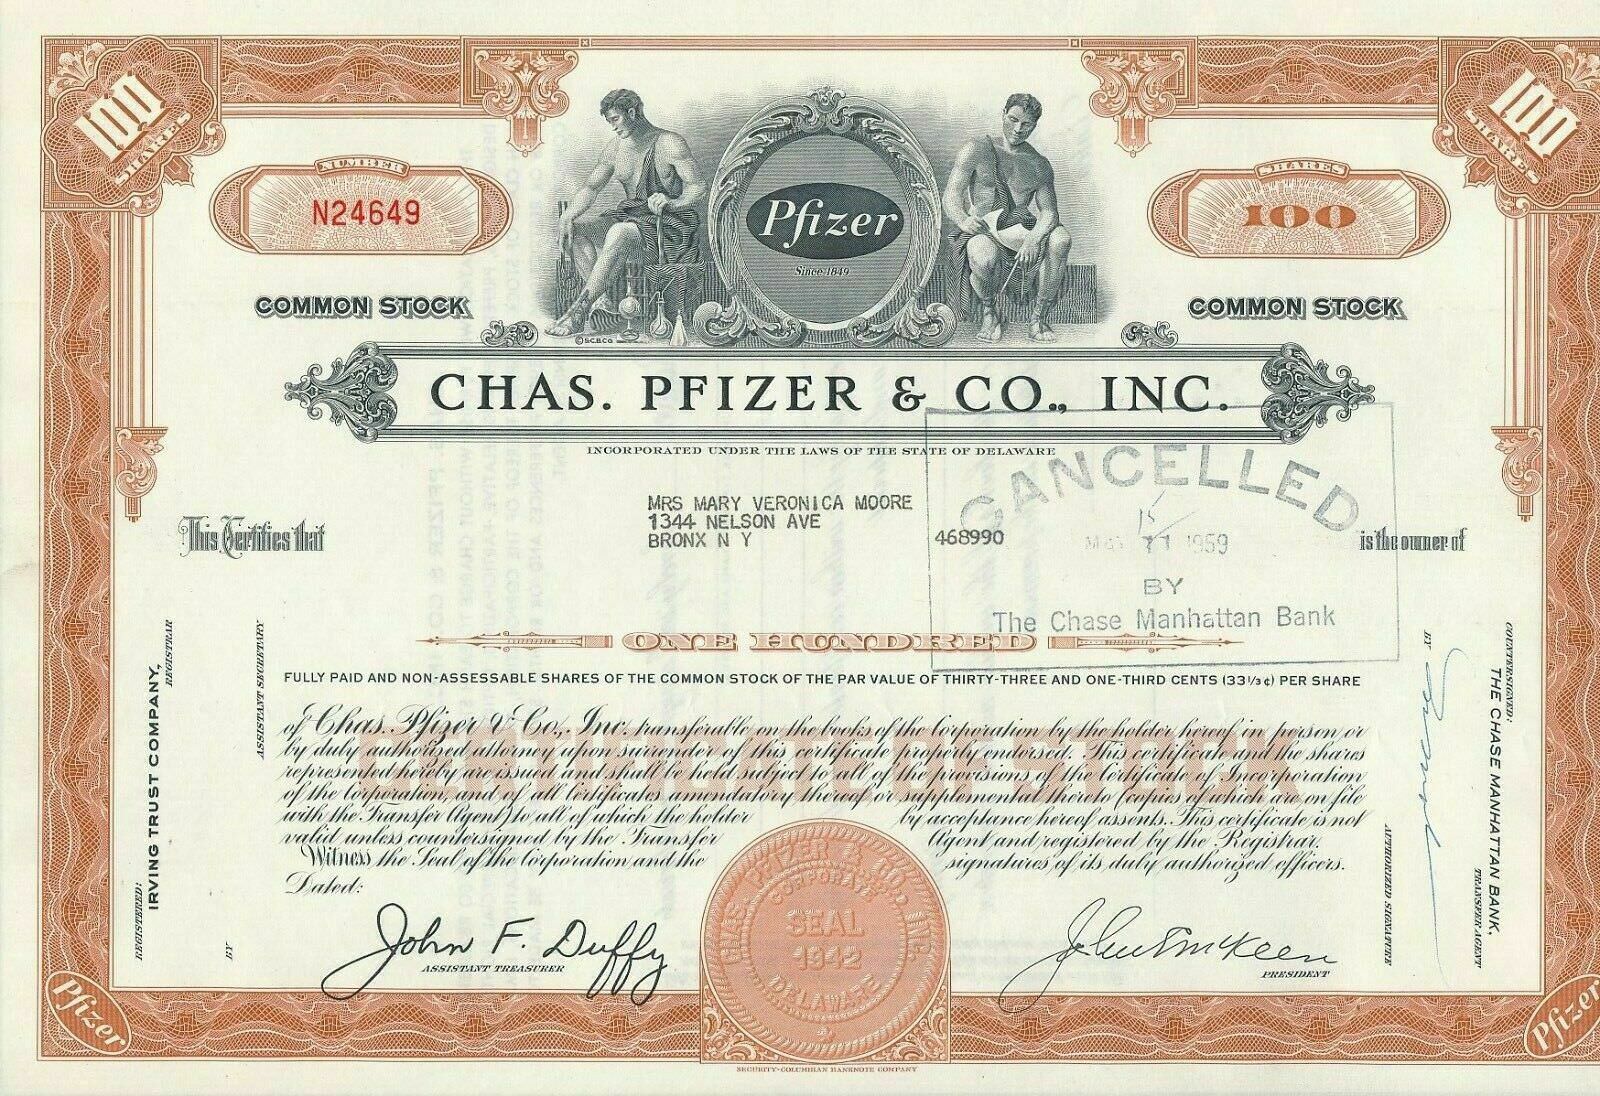 100 SHARES
100 SHARES
NUMBER
N24649
Pfizer
Since 1849
SHARES
100
COMMON STOCK
COMMON STOCK
©S.C.B.CO.
CHAS. PFIZER & CO., INC.
INCORPORATED UNDER THE LAWS OF THE STATE OF DELAWARE
CANCELLED
MRS MARY VERONICA MOORE
1344 NELSON AVE
BRONX N Y
468990
15
1959
This Certifies that
is the owner of
BY
The Chase Manhattan Bank
ONE HUNDRED
FULLY PAID AND NON-ASSESSABLE SHARES OF THE COMMON STOCK OF THE PAR VALUE OF THIRTY-THREE AND ONE-THIRD CENTS (33 1/3 ¢) PER SHARE
of Chas. Pfizer & Co., Inc. transferable on the books of the Corporation by the holder hereof in person or
by duly authorized attorney upon surrender of this certificate properly endorsed. This certificate and the shares
represented hereby are issued and shall be held subject to all of the provisions of the Certificate of Incorporation
of the Corporation, and of all Certificates amendatory thereof or supplemental thereto (copies of which are on file
with the Transfer Agent) to all of which the holder by acceptance hereof assents. This certificate is not
valid unless countersigned by the Transfer Agent and registered by the Registrar.
Witness the Seal of the Corporation and the signatures of its duly authorized officers.
Dated:
John F. Duffy
ASSISTANT TREASURER
CHAS. PFIZER & CO., INC.
CORPORATE
SEAL
1942
DELAWARE
John E McKeen
PRESIDENT
REGISTERED:
IRVING TRUST COMPANY,
REGISTRAR
BY
ASSISTANT SECRETARY
COUNTERSIGNED:
THE CHASE MANHATTAN BANK,
TRANSFER AGENT
BY
AUTHORIZED SIGNATURE
Pfizer
Pfizer
SECURITY-COLUMBIAN BANKNOTE COMPANY